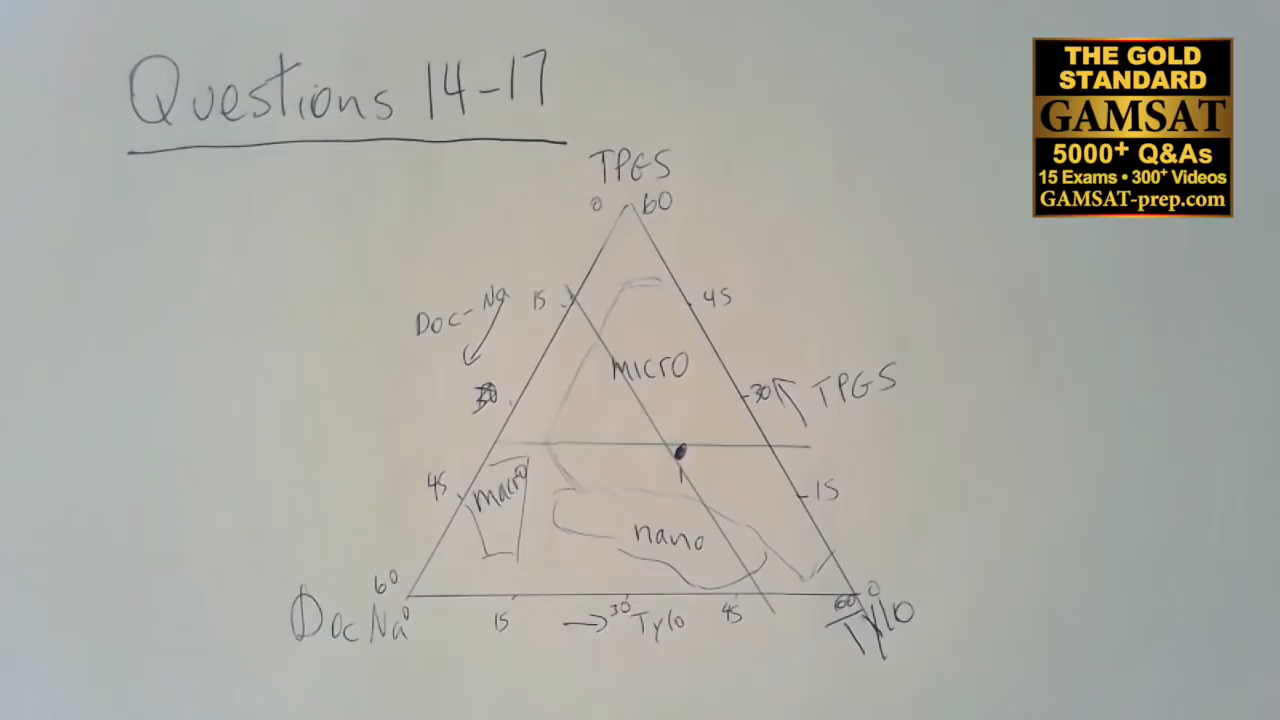 Questions 14-17
THE GOLD
STANDARD
GAMSAT
5000+ Q&As
15 Exams • 300+ Videos
GAMSAT-prep.com
TPGS
0 60
Doc-Na 15 45
micro
30 TPGS
45 macro 15
nano
60 0
Doc Na 0 15 → 30 Tylo 45 60 Tylo